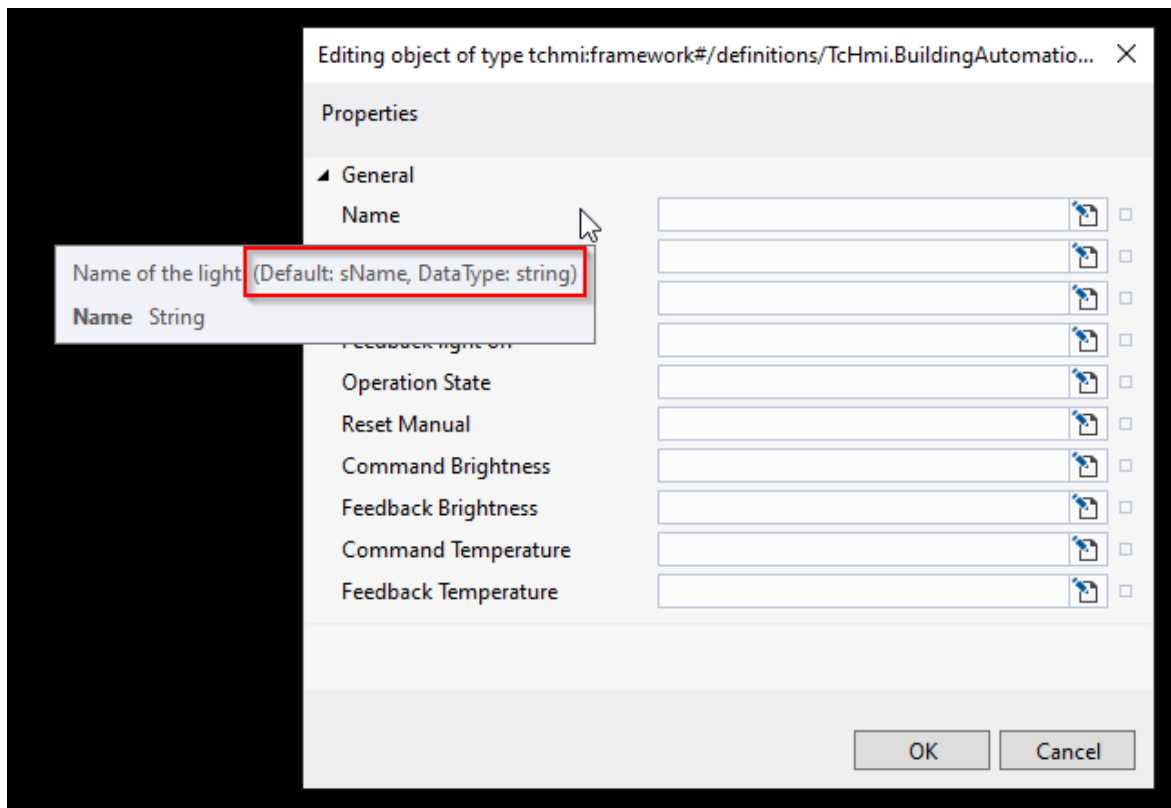 Editing object of type tchmi:framework#/definitions/TcHmi.BuildingAutomatio...
Properties
General
Name
Name of the light (Default: sName, DataType: string)
Name String
Operation State
Reset Manual
Command Brightness
Feedback Brightness
Command Temperature
Feedback Temperature
OK Cancel